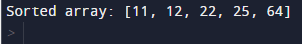 Sorted array: [11, 12, 22, 25, 64]
>